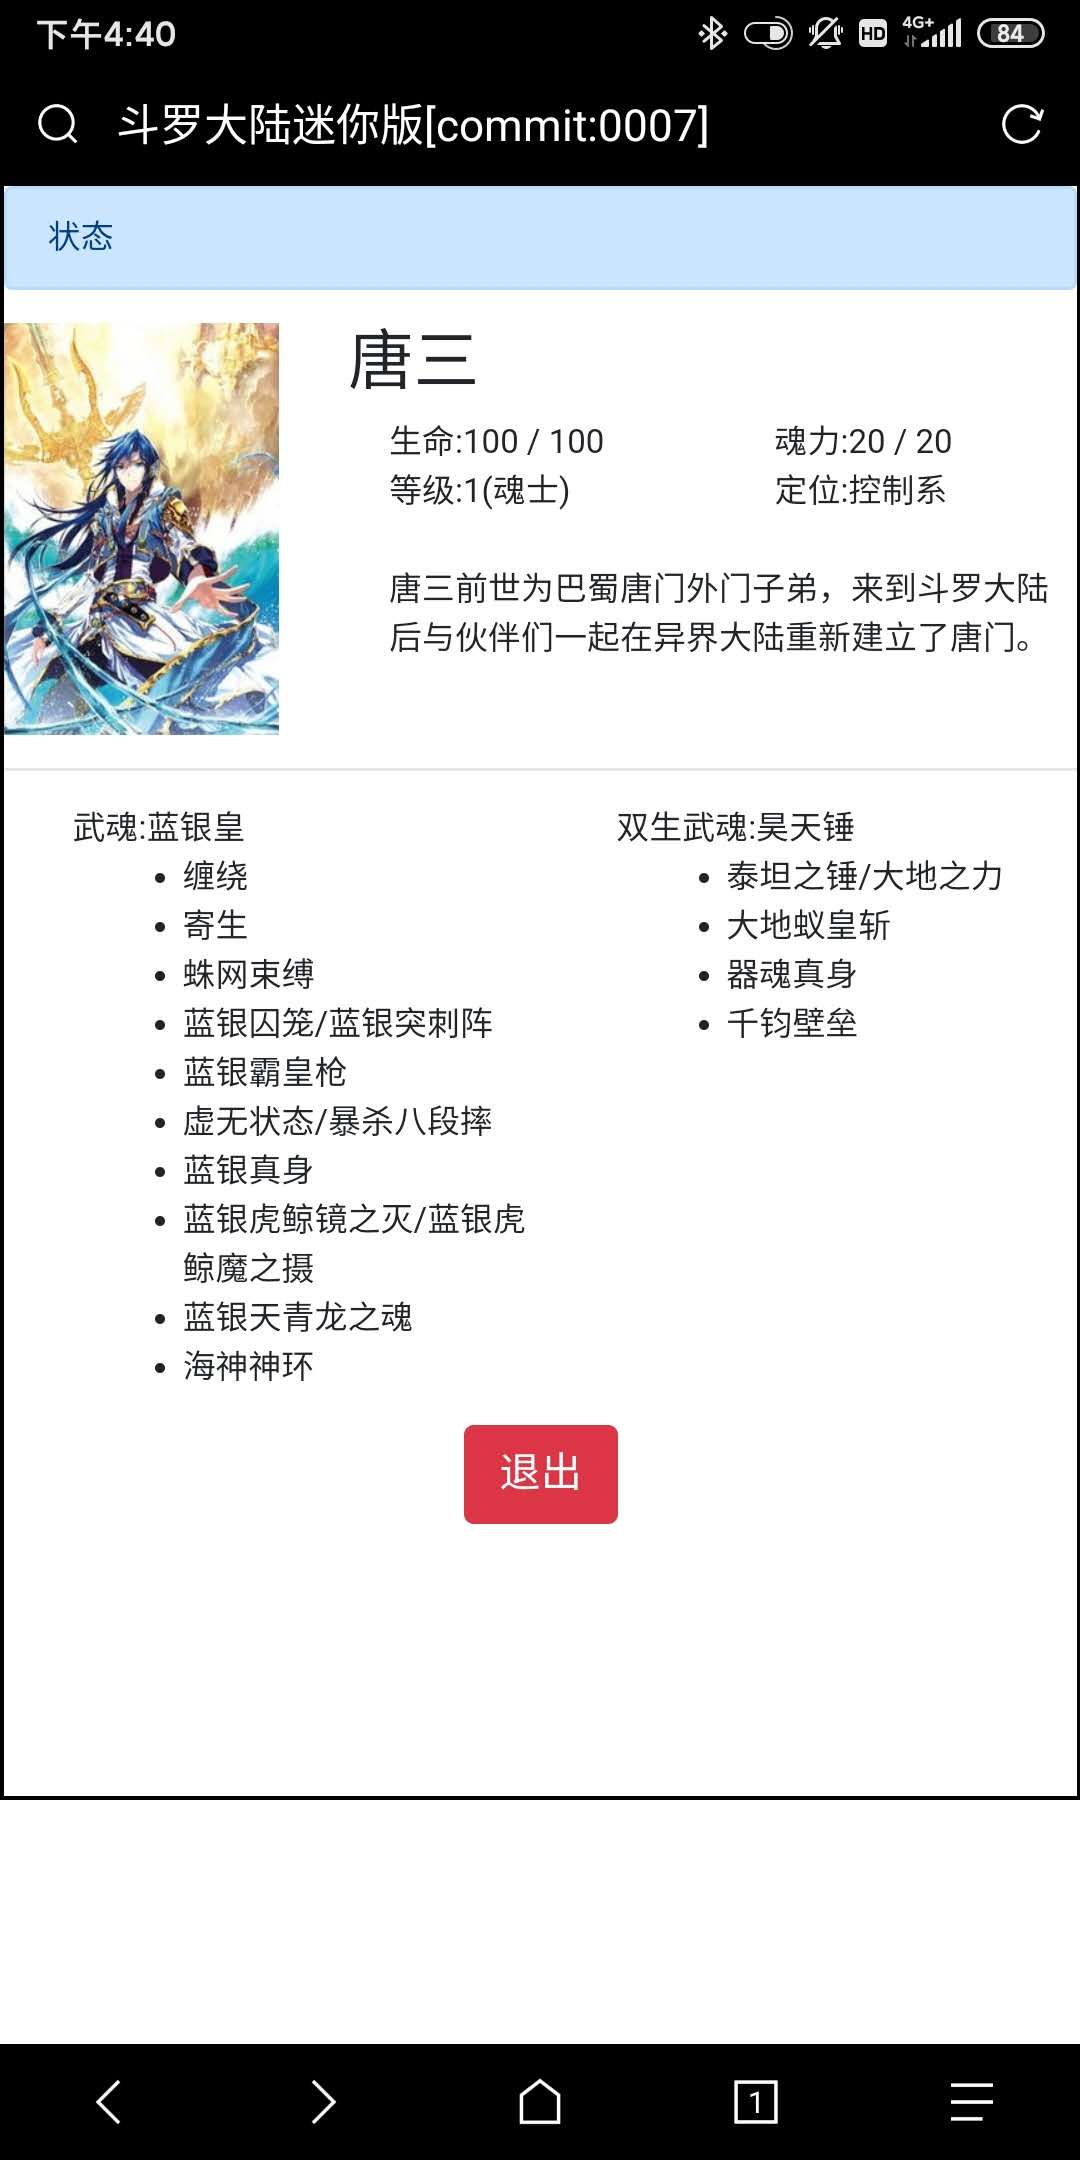 下午4:40
HD 4G+ 84
斗罗大陆迷你版[commit:0007]
状态
唐三
生命:100 / 100 魂力:20 / 20
等级:1(魂士) 定位:控制系
唐三前世为巴蜀唐门外门子弟，来到斗罗大陆
后与伙伴们一起在异界大陆重新建立了唐门。
武魂:蓝银皇
缠绕
寄生
蛛网束缚
蓝银囚笼/蓝银突刺阵
蓝银霸皇枪
虚无状态/暴杀八段摔
蓝银真身
蓝银虎鲸镜之灭/蓝银虎
鲸魔之摄
蓝银天青龙之魂
海神神环
双生武魂:昊天锤
泰坦之锤/大地之力
大地蚁皇斩
器魂真身
千钧壁垒
退出
1